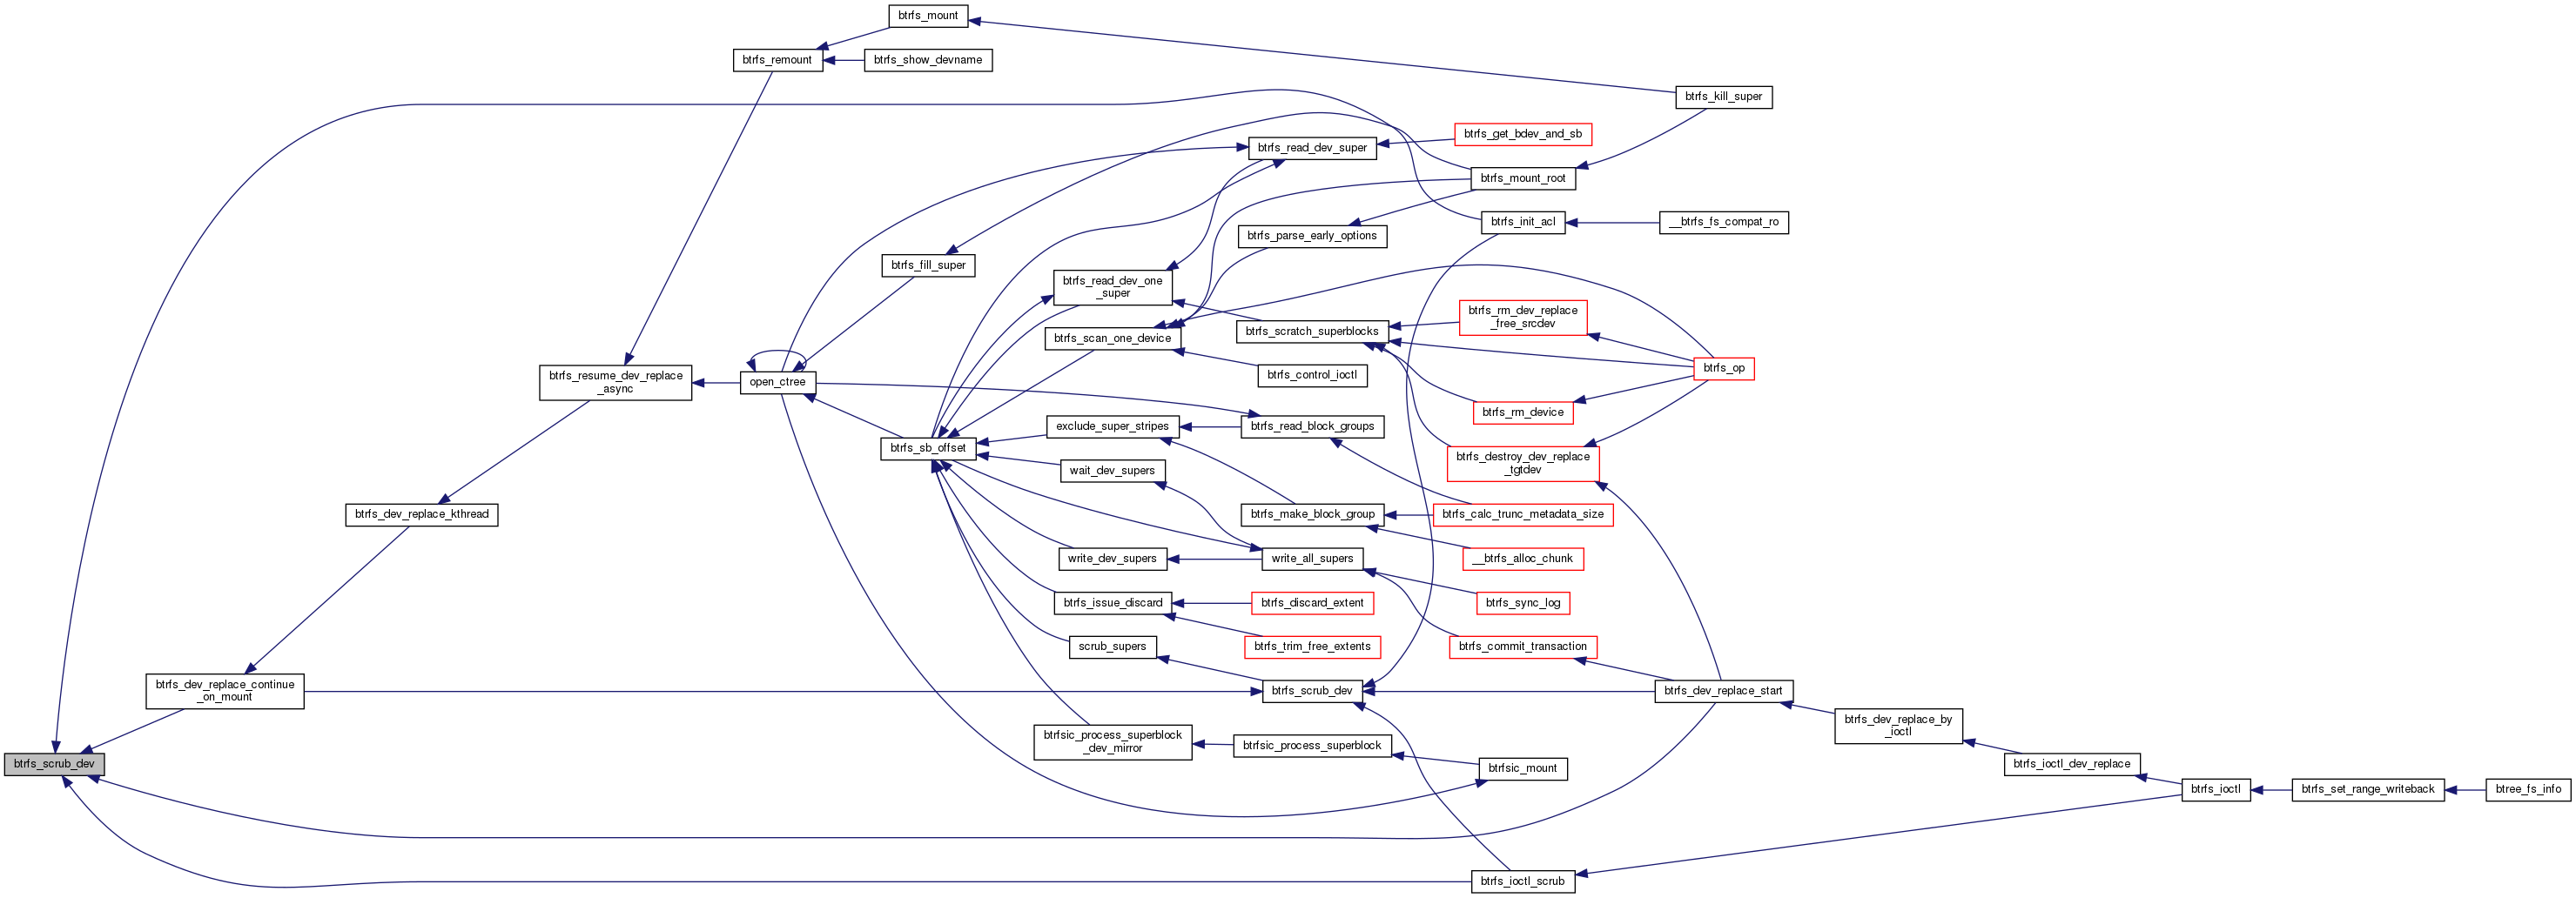 btrfs_mount
btrfs_remount
btrfs_show_devname
btrfs_kill_super
btrfs_get_bdev_and_sb
btrfs_read_dev_super
btrfs_mount_root
btrfs_init_acl
__btrfs_fs_compat_ro
btrfs_parse_early_options
btrfs_fill_super
btrfs_read_dev_one
_super
btrfs_rm_dev_replace
_free_srcdev
btrfs_scratch_superblocks
btrfs_scan_one_device
btrfs_op
btrfs_control_ioctl
btrfs_resume_dev_replace
_async
open_ctree
btrfs_rm_device
exclude_super_stripes
btrfs_read_block_groups
btrfs_sb_offset
btrfs_destroy_dev_replace
_tgtdev
wait_dev_supers
btrfs_dev_replace_kthread
btrfs_make_block_group
btrfs_calc_trunc_metadata_size
write_dev_supers
write_all_supers
__btrfs_alloc_chunk
btrfs_issue_discard
btrfs_discard_extent
btrfs_sync_log
scrub_supers
btrfs_trim_free_extents
btrfs_commit_transaction
btrfs_dev_replace_continue
_on_mount
btrfs_scrub_dev
btrfs_dev_replace_start
btrfs_dev_replace_by
_ioctl
btrfsic_process_superblock
_dev_mirror
btrfsic_process_superblock
btrfs_scrub_dev
btrfsic_mount
btrfs_ioctl_dev_replace
btrfs_ioctl
btrfs_set_range_writeback
btree_fs_info
btrfs_ioctl_scrub